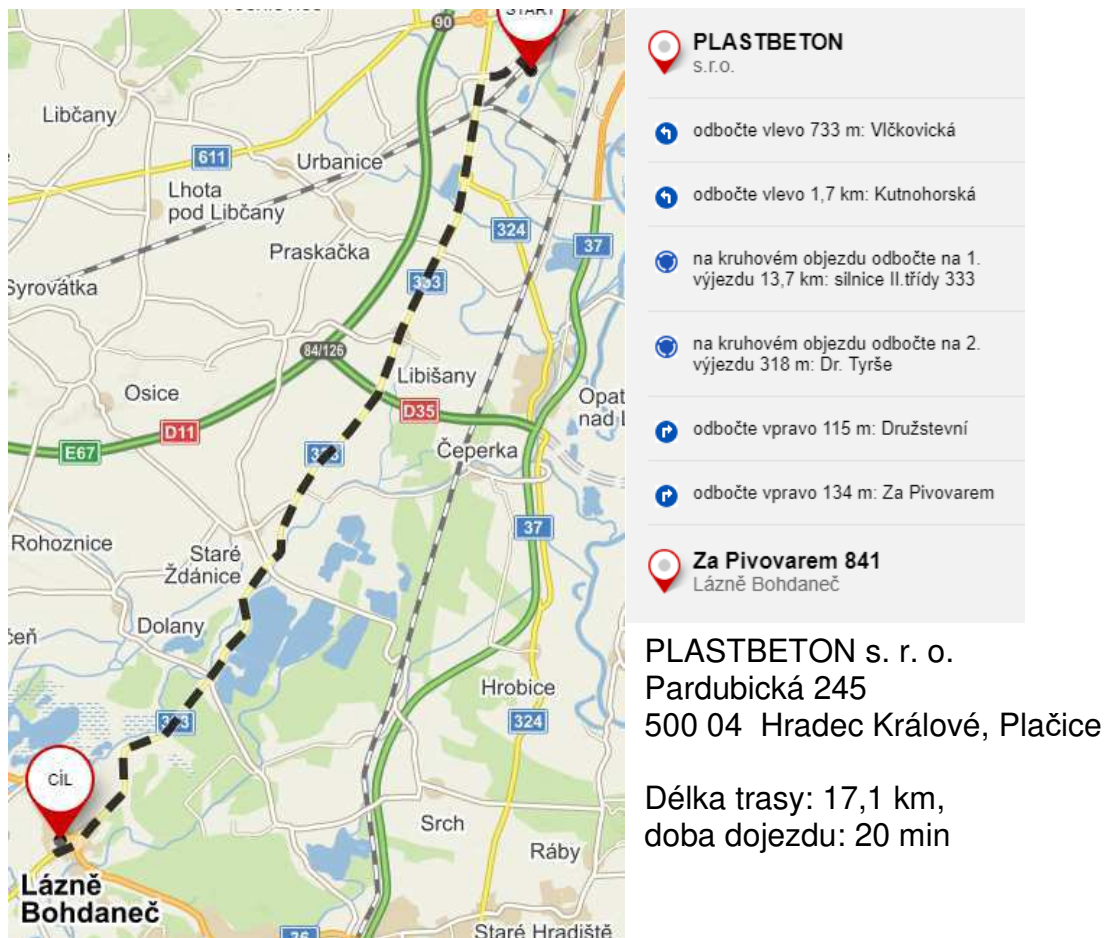 START
90
Libčany
611
Urbanice
Lhota
pod Libčany
324
37
Praskačka
333
Syrovátka
84/126
Libišany
Osice
D35
D11
E67
Čeperka
37
Rohoznice
Staré
Ždánice
Dolany
Hrobice
324
CÍL
Srch
Ráby
Lázně
Bohdaneč
36
Staré Hradiště
PLASTBETON
s.r.o.
odbočte vlevo 733 m: Vlčkovická
odbočte vlevo 1,7 km: Kutnohorská
na kruhovém objezdu odbočte na 1.
výjezdu 13,7 km: silnice II.třídy 333
na kruhovém objezdu odbočte na 2.
výjezdu 318 m: Dr. Tyrše
odbočte vpravo 115 m: Družstevní
odbočte vpravo 134 m: Za Pivovarem
Za Pivovarem 841
Lázně Bohdaneč
PLASTBETON s. r. o.
Pardubická 245
500 04 Hradec Králové, Plačice
Délka trasy: 17,1 km,
doba dojezdu: 20 min